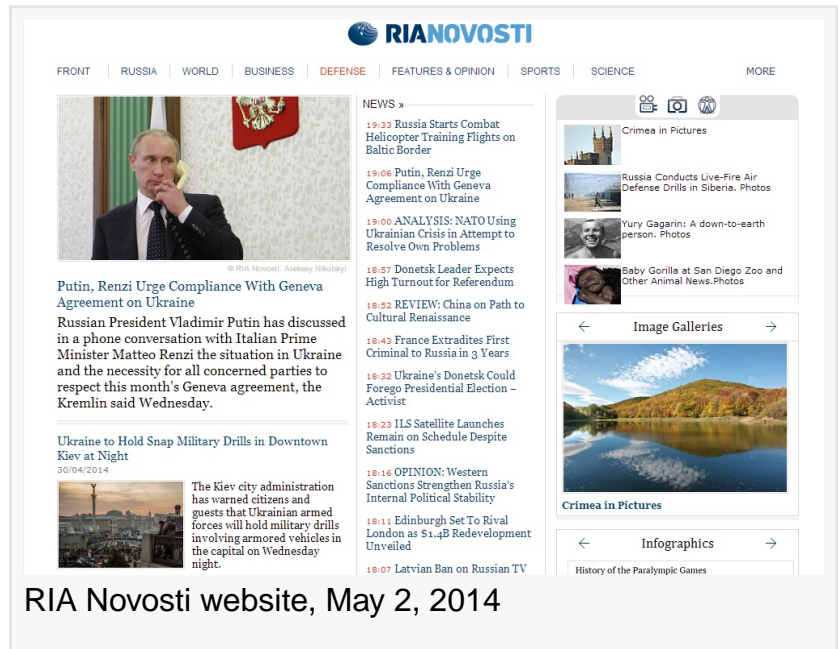 RIANOVOSTI
FRONT
RUSSIA
WORLD
BUSINESS
DEFENSE
FEATURES & OPINION
SPORTS
SCIENCE
MORE
© RIA Novosti. Aleksey Nikolskyi
Putin, Renzi Urge Compliance With Geneva
Agreement on Ukraine
Russian President Vladimir Putin has discussed
in a phone conversation with Italian Prime
Minister Matteo Renzi the situation in Ukraine
and the necessity for all concerned parties to
respect this month's Geneva agreement, the
Kremlin said Wednesday.
Ukraine to Hold Snap Military Drills in Downtown
Kiev at Night
30/04/2014
The Kiev city administration
has warned citizens and
guests that Ukrainian armed
forces will hold military drills
involving armored vehicles in
the capital on Wednesday
night.
NEWS »
19:33 Russia Starts Combat
Helicopter Training Flights on
Baltic Border
19:06 Putin, Renzi Urge
Compliance With Geneva
Agreement on Ukraine
19:00 ANALYSIS: NATO Using
Ukrainian Crisis in Attempt to
Resolve Own Problems
18:57 Donetsk Leader Expects
High Turnout for Referendum
18:52 REVIEW: China on Path to
Cultural Renaissance
18:43 France Extradites First
Criminal to Russia in 3 Years
18:32 Ukraine's Donetsk Could
Forego Presidential Election –
Activist
18:23 ILS Satellite Launches
Remain on Schedule Despite
Sanctions
18:16 OPINION: Western
Sanctions Strengthen Russia's
Internal Political Stability
18:11 Edinburgh Set To Rival
London as $1.4B Redevelopment
Unveiled
18:07 Latvian Ban on Russian TV
Crimea in Pictures
Russia Conducts Live-Fire Air
Defense Drills in Siberia. Photos
Yury Gagarin: A down-to-earth
person. Photos
Baby Gorilla at San Diego Zoo and
Other Animal News.Photos
← Image Galleries →
Crimea in Pictures
← Infographics →
History of the Paralympic Games
RIA Novosti website, May 2, 2014